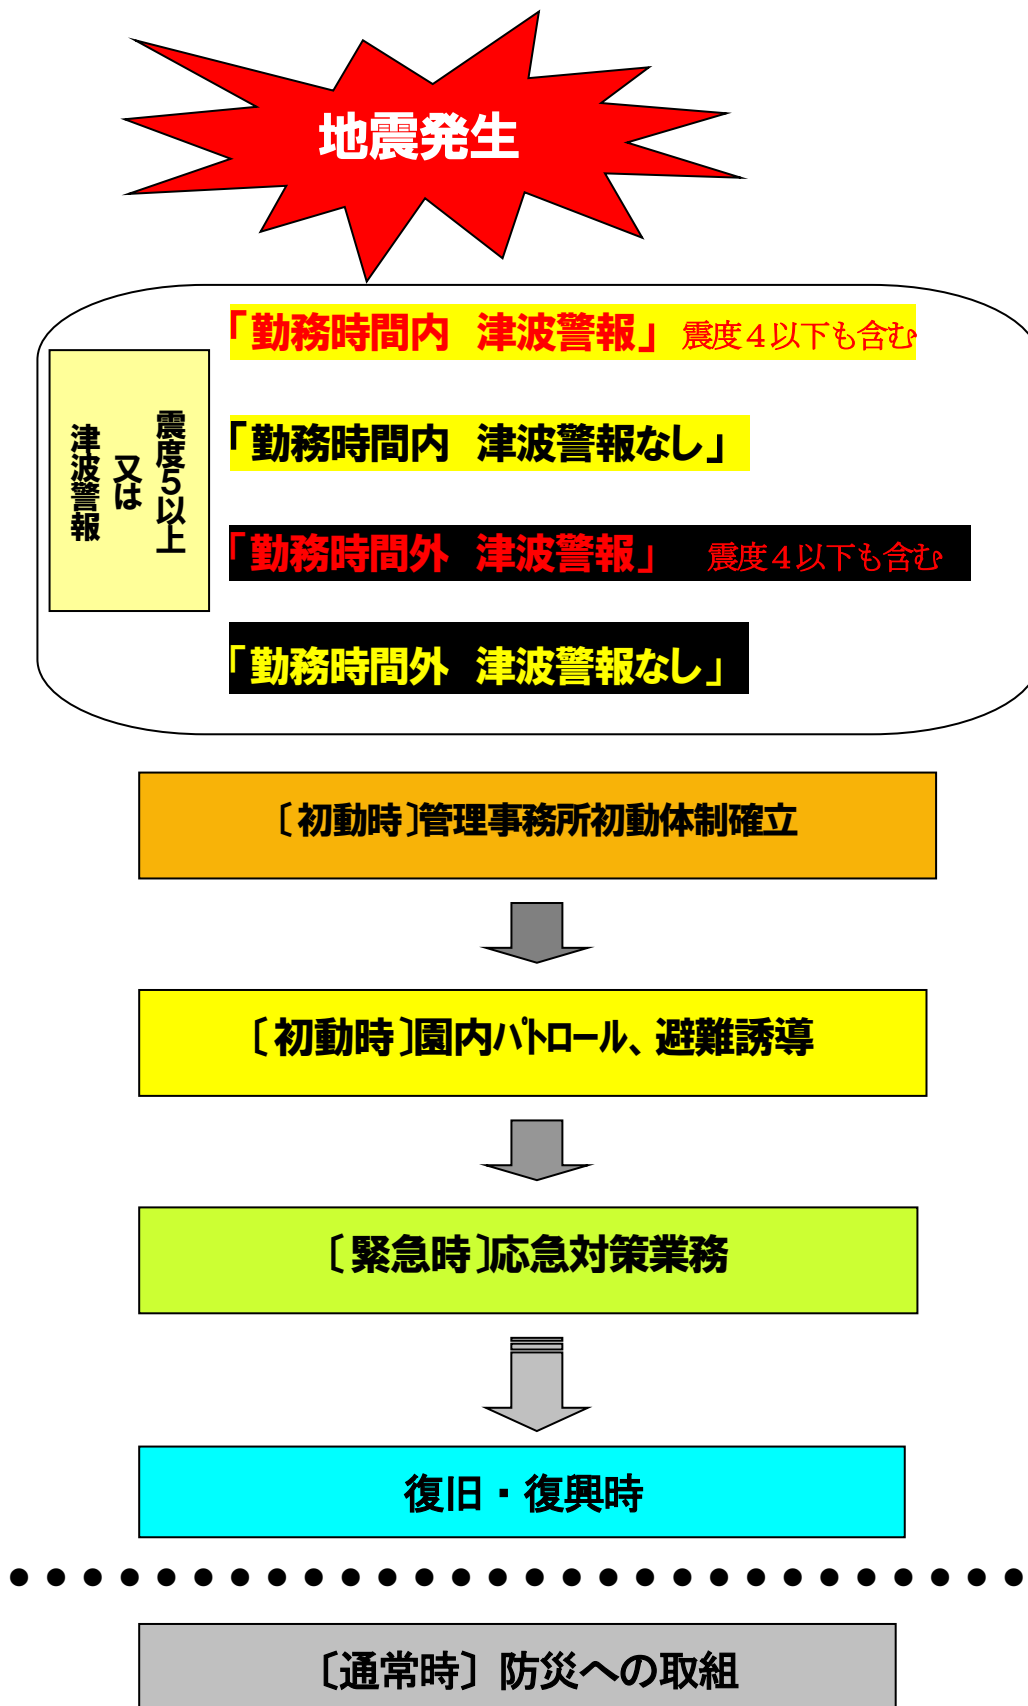 地震発生
「勤務時間内　津波警報」 震度４以下も含む
震度５以上
又は
津波警報
「勤務時間内　津波警報なし」
「勤務時間外　津波警報」　震度４以下も含む
「勤務時間外　津波警報なし」
〔初動時〕管理事務所初動体制確立
〔初動時〕園内ﾊﾟﾄﾛｰﾙ、避難誘導
〔緊急時〕応急対策業務
復旧・復興時
〔通常時〕防災への取組